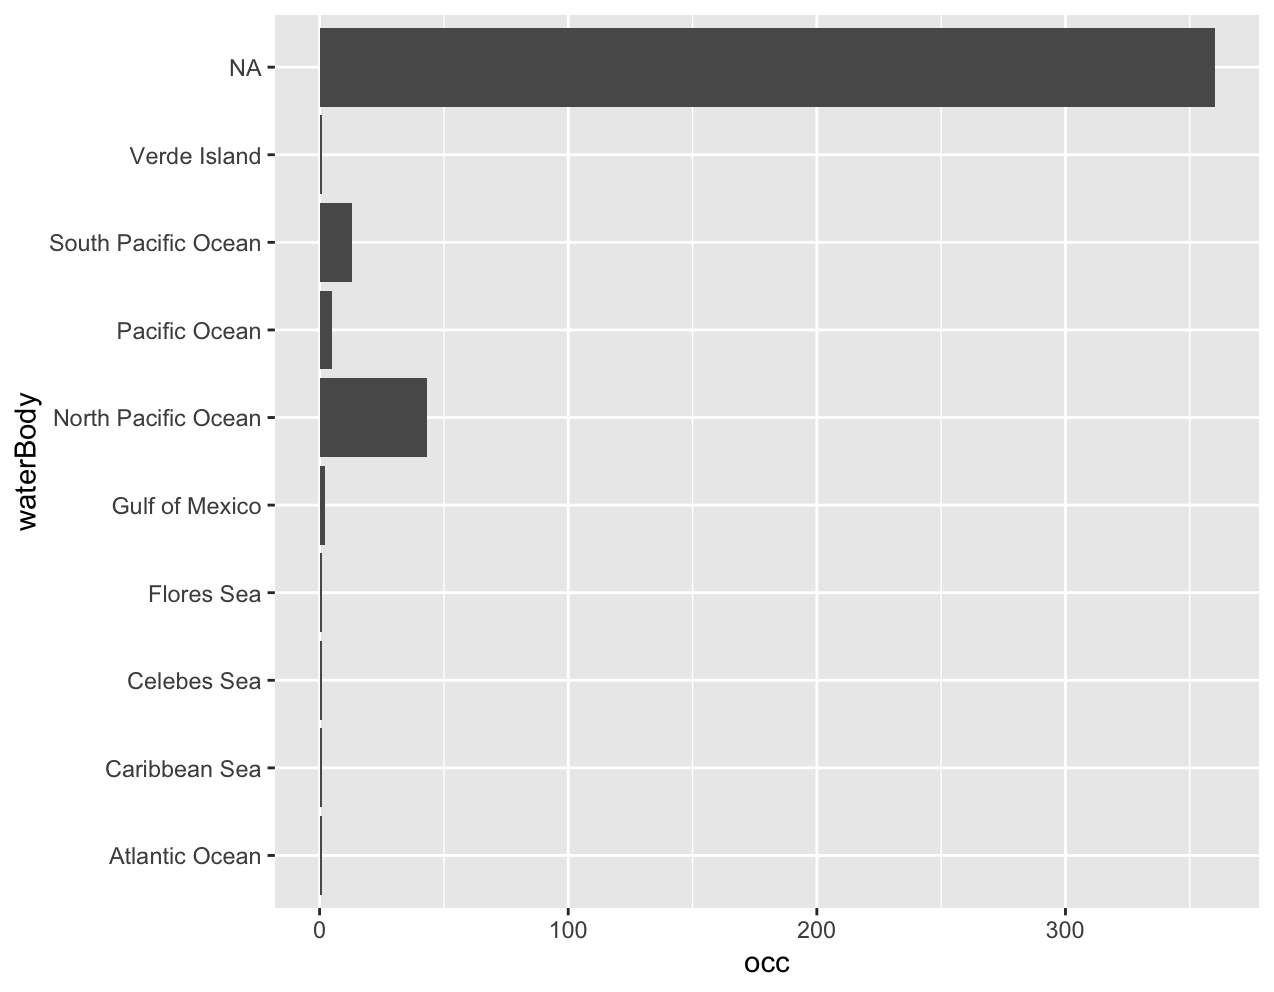 NA
Verde Island
South Pacific Ocean
Pacific Ocean
North Pacific Ocean
Gulf of Mexico
Flores Sea
Celebes Sea
Caribbean Sea
Atlantic Ocean
waterBody
0 100 200 300
occ